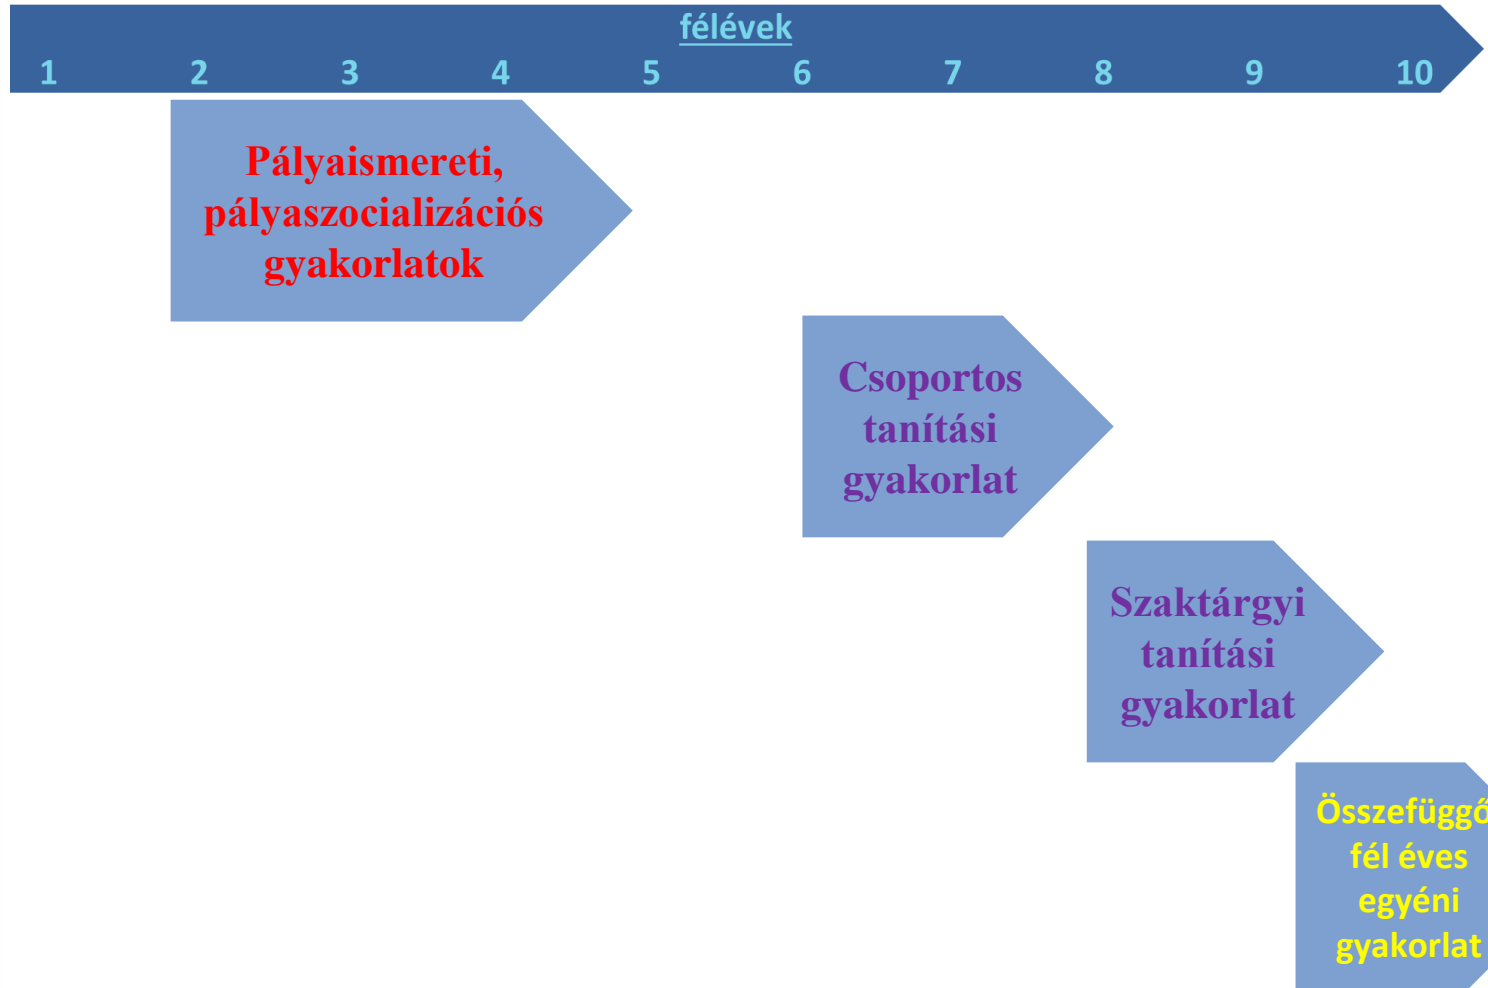 félévek
1 2 3 4 5 6 7 8 9 10
Pályaismereti,
pályaszocializációs
gyakorlatok
Csoportos
tanítási
gyakorlat
Szaktárgyi
tanítási
gyakorlat
Összefüggő
fél éves
egyéni
gyakorlat